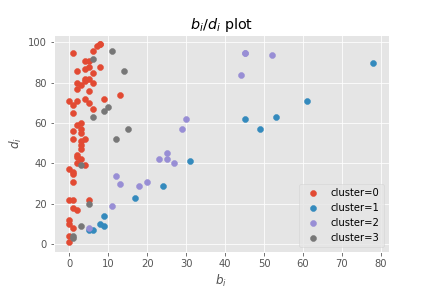 b_i/d_i plot
100
80
60
40
20
0
d_i
0 10 20 30 40 50 60 70 80
b_i
cluster=0
cluster=1
cluster=2
cluster=3